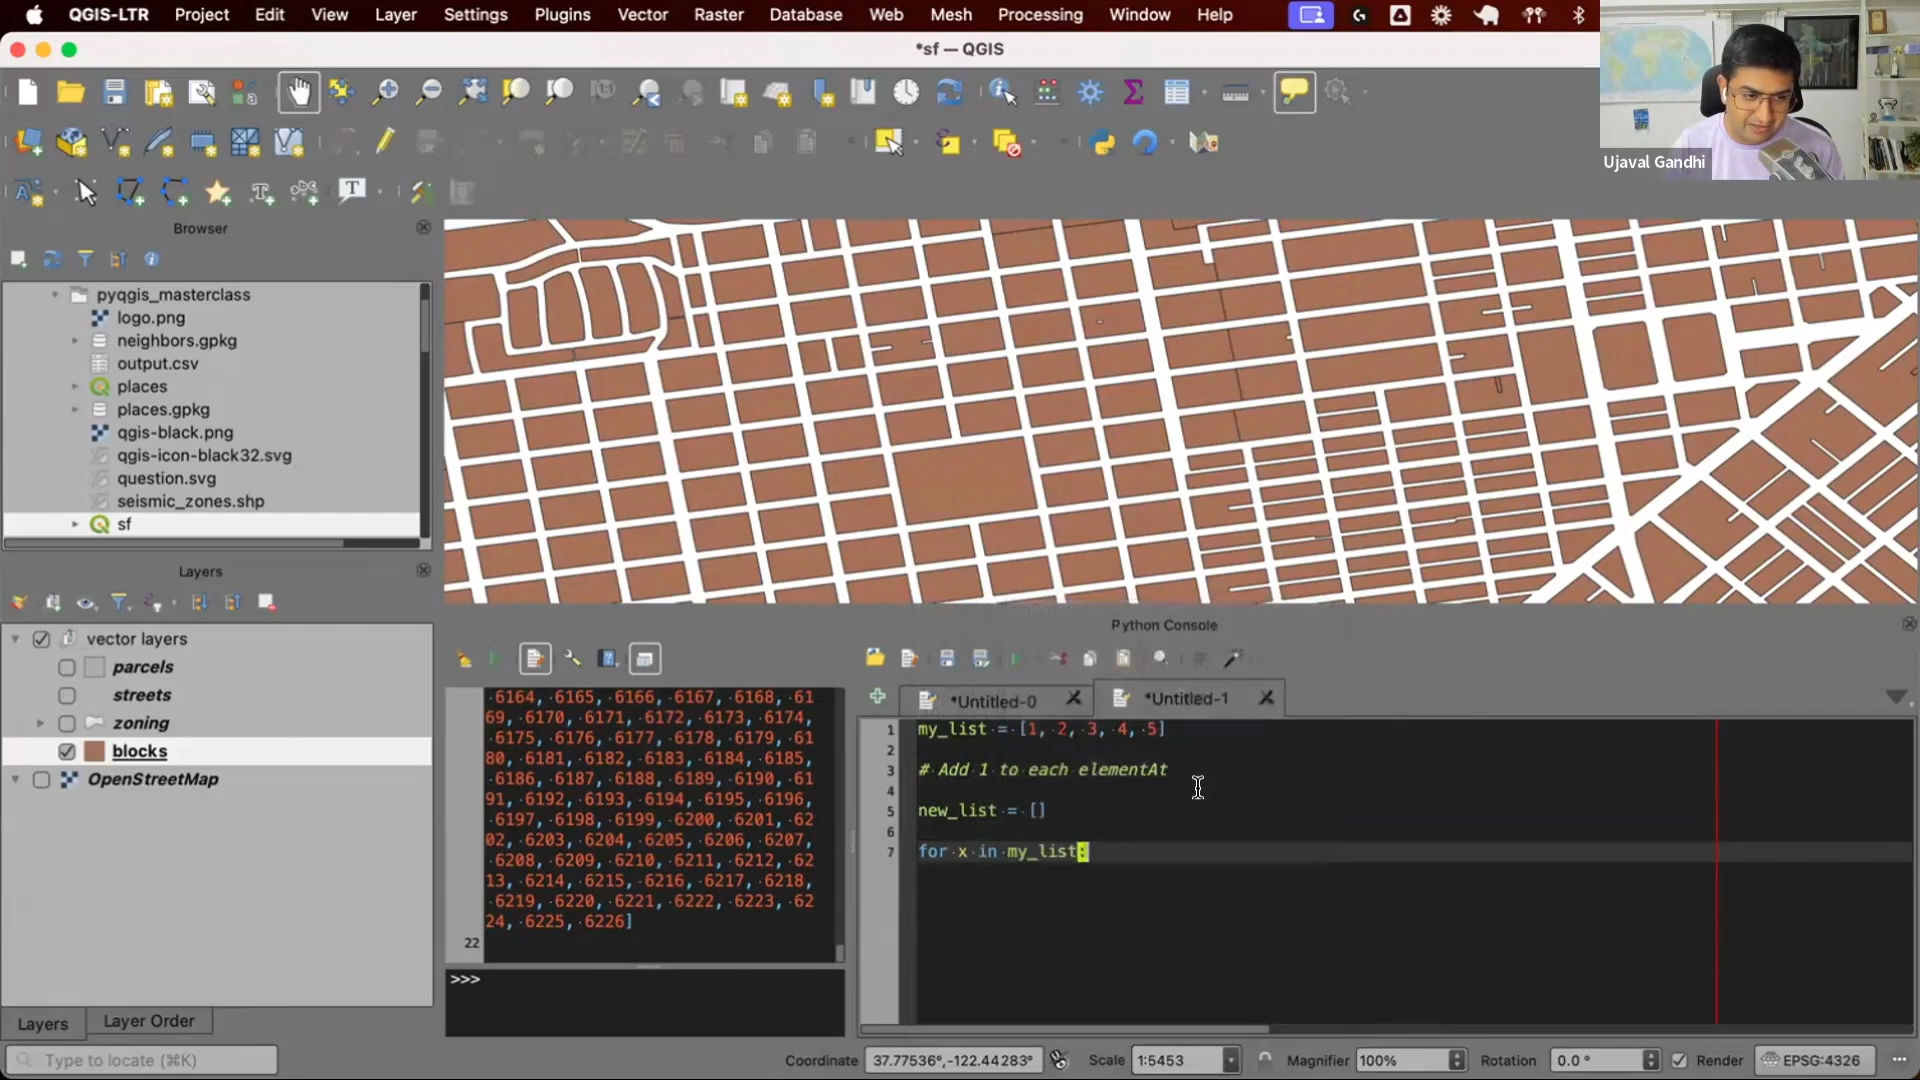 QGIS-LTR Project Edit View Layer Settings Plugins Vector Raster Database Web Mesh Processing Window Help
*sf — QGIS
Ujaval Gandhi
Browser
pyqgis_masterclass
logo.png
neighbors.gpkg
output.csv
places
places.gpkg
qgis-black.png
qgis-icon-black32.svg
question.svg
seismic_zones.shp
sf
Layers
vector layers
parcels
streets
zoning
blocks
OpenStreetMap
Layers Layer Order
Python Console
6164, 6165, 6166, 6167, 6168, 61
69, 6170, 6171, 6172, 6173, 6174,
6175, 6176, 6177, 6178, 6179, 61
80, 6181, 6182, 6183, 6184, 6185,
6186, 6187, 6188, 6189, 6190, 61
91, 6192, 6193, 6194, 6195, 6196,
6197, 6198, 6199, 6200, 6201, 62
02, 6203, 6204, 6205, 6206, 6207,
6208, 6209, 6210, 6211, 6212, 62
13, 6214, 6215, 6216, 6217, 6218,
6219, 6220, 6221, 6222, 6223, 62
24, 6225, 6226]
22
>>>
*Untitled-0 *Untitled-1
1 my_list = [1, 2, 3, 4, 5]
2
3 # Add 1 to each elementAt
4
5 new_list = []
6
7 for x in my_list:
Type to locate (⌘K) Coordinate 37.77536°,-122.44283° Scale 1:5453 Magnifier 100% Rotation 0.0 ° Render EPSG:4326